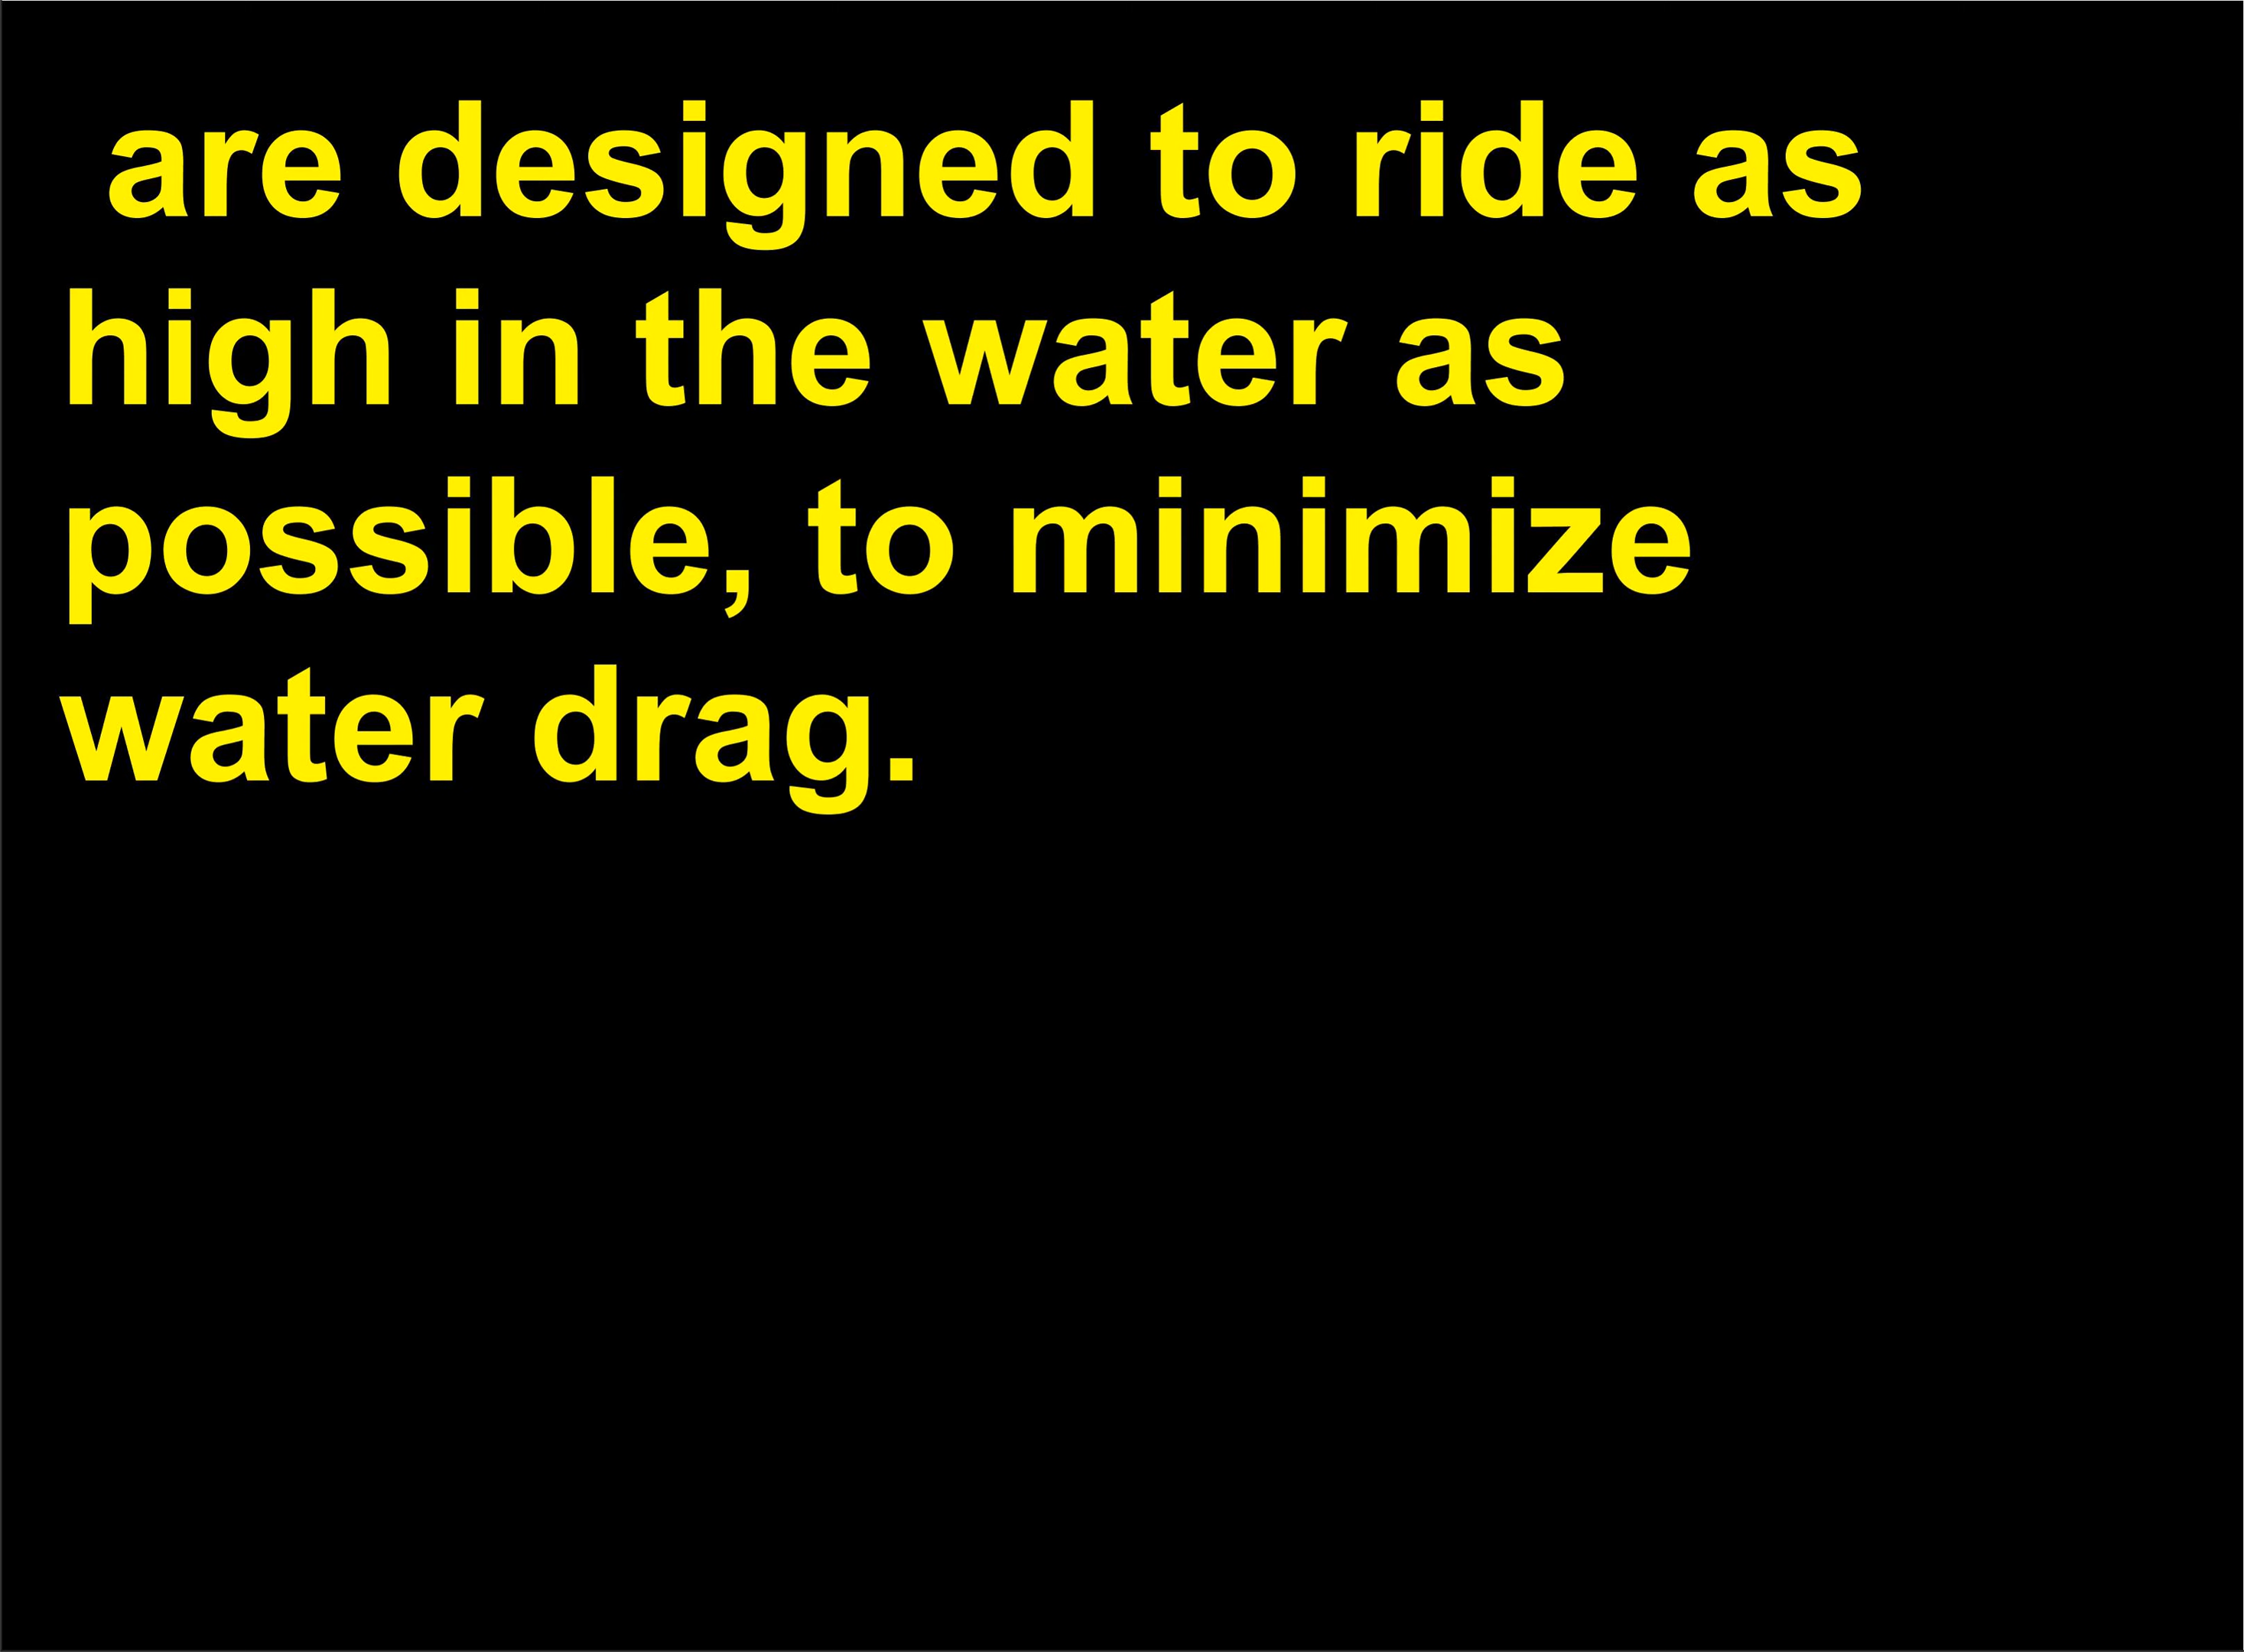 are designed to ride as
high in the water as
possible, to minimize
water drag.